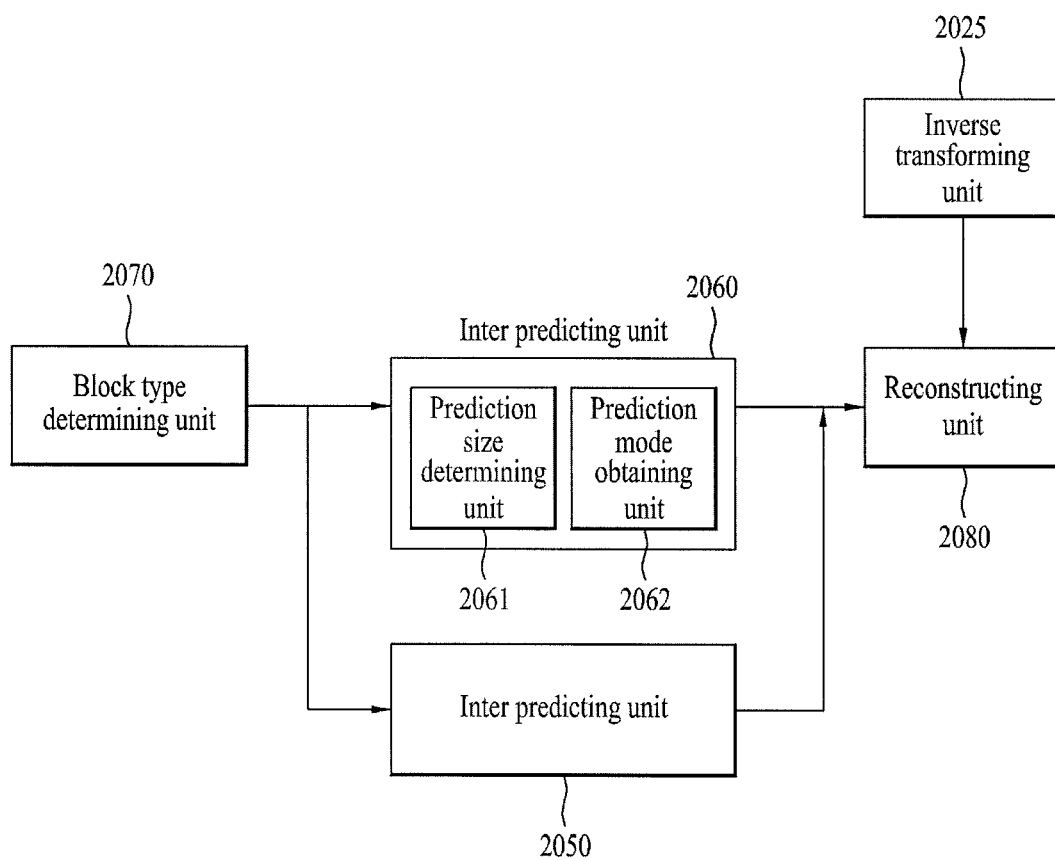 2025
Inverse
transforming
unit
2070
2060
Inter predicting unit
Block type
determining unit
Prediction
size
determining
unit
Prediction
mode
obtaining
unit
Reconstructing
unit
2061
2062
2080
Inter predicting unit
2050